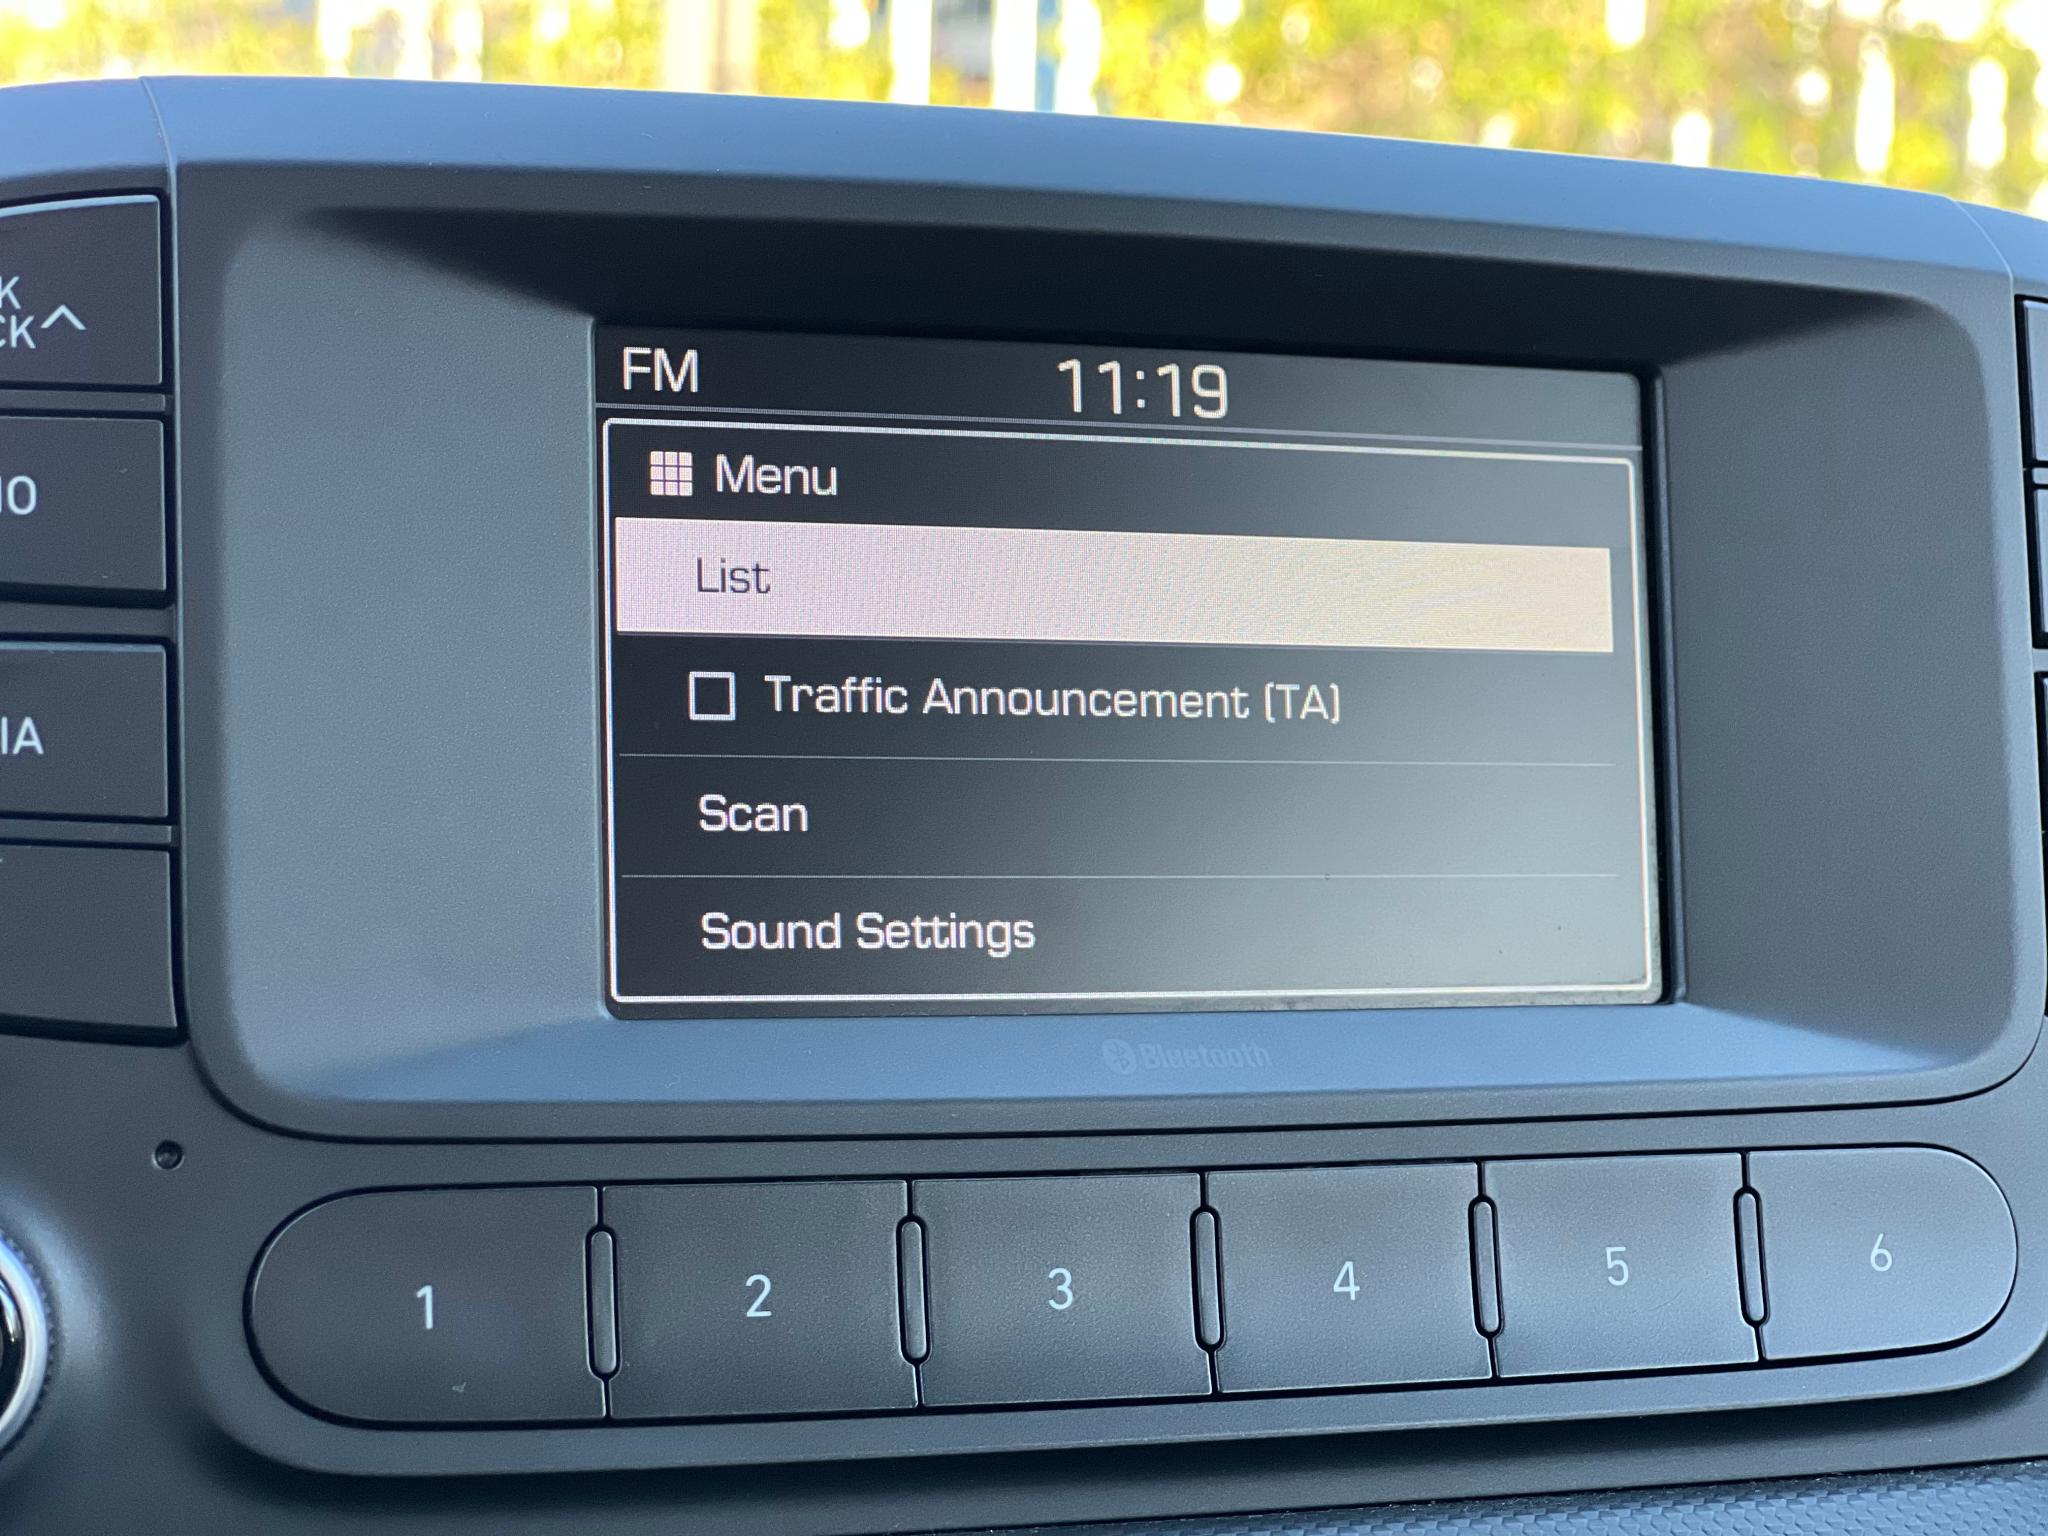 FM 11:19
Menu
List
Traffic Announcement (TA)
Scan
Sound Settings
Bluetooth
1 2 3 4 5 6